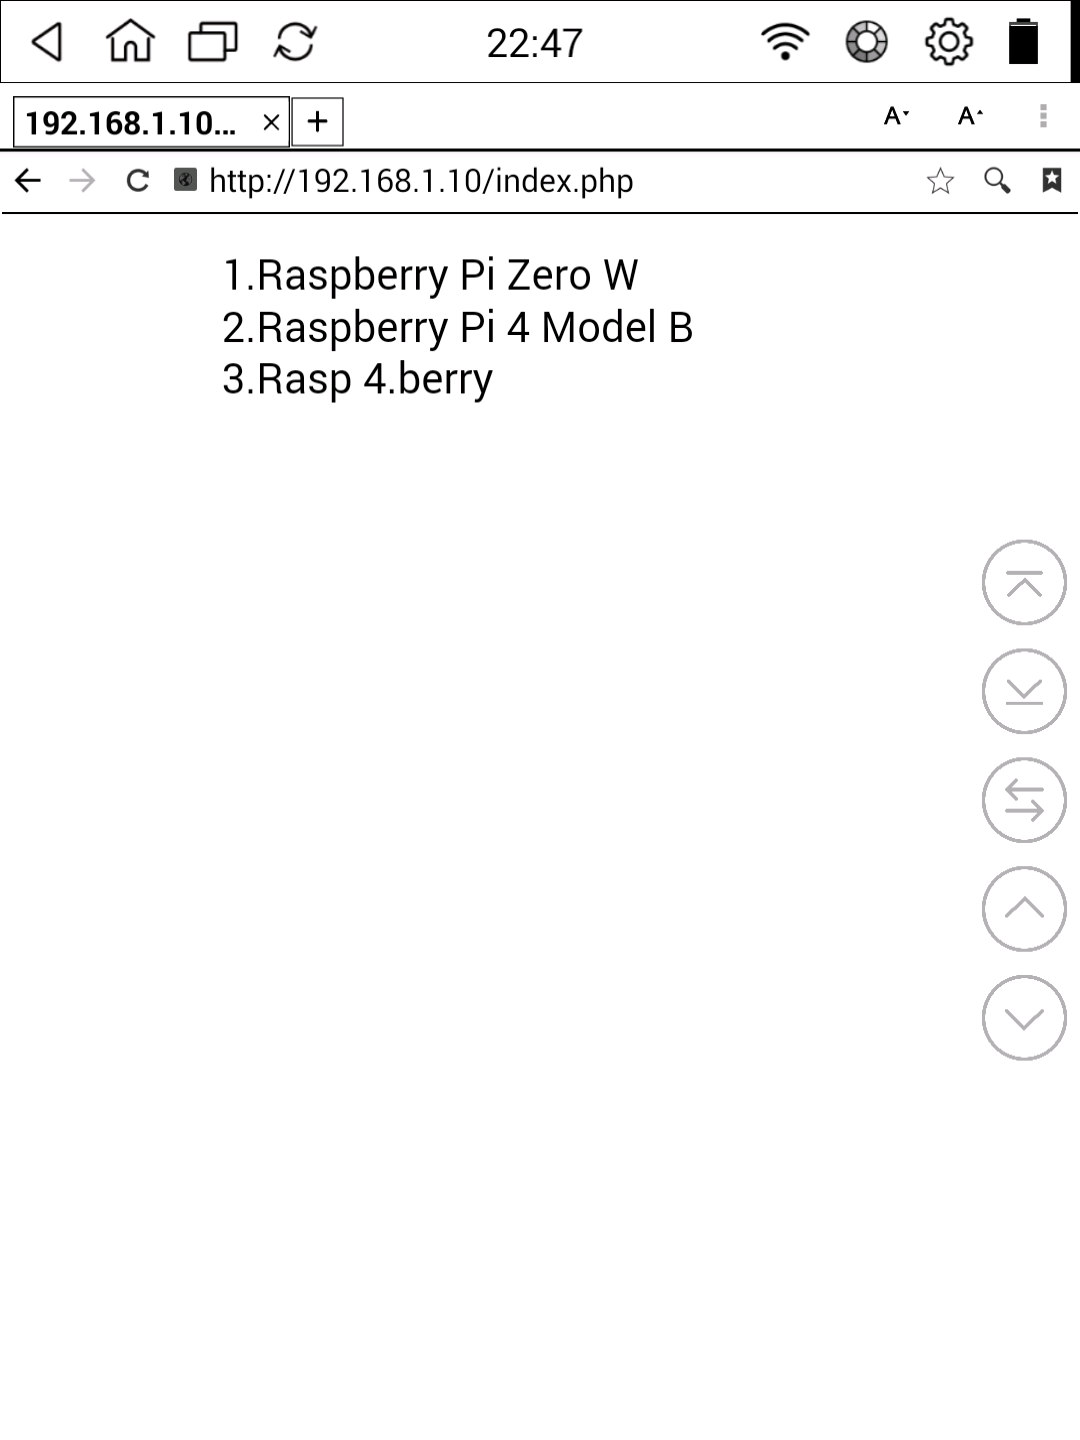 22:47
192.168.1.10...
A A
http://192.168.1.10/index.php
1.Raspberry Pi Zero W
2.Raspberry Pi 4 Model B
3.Rasp 4.berry